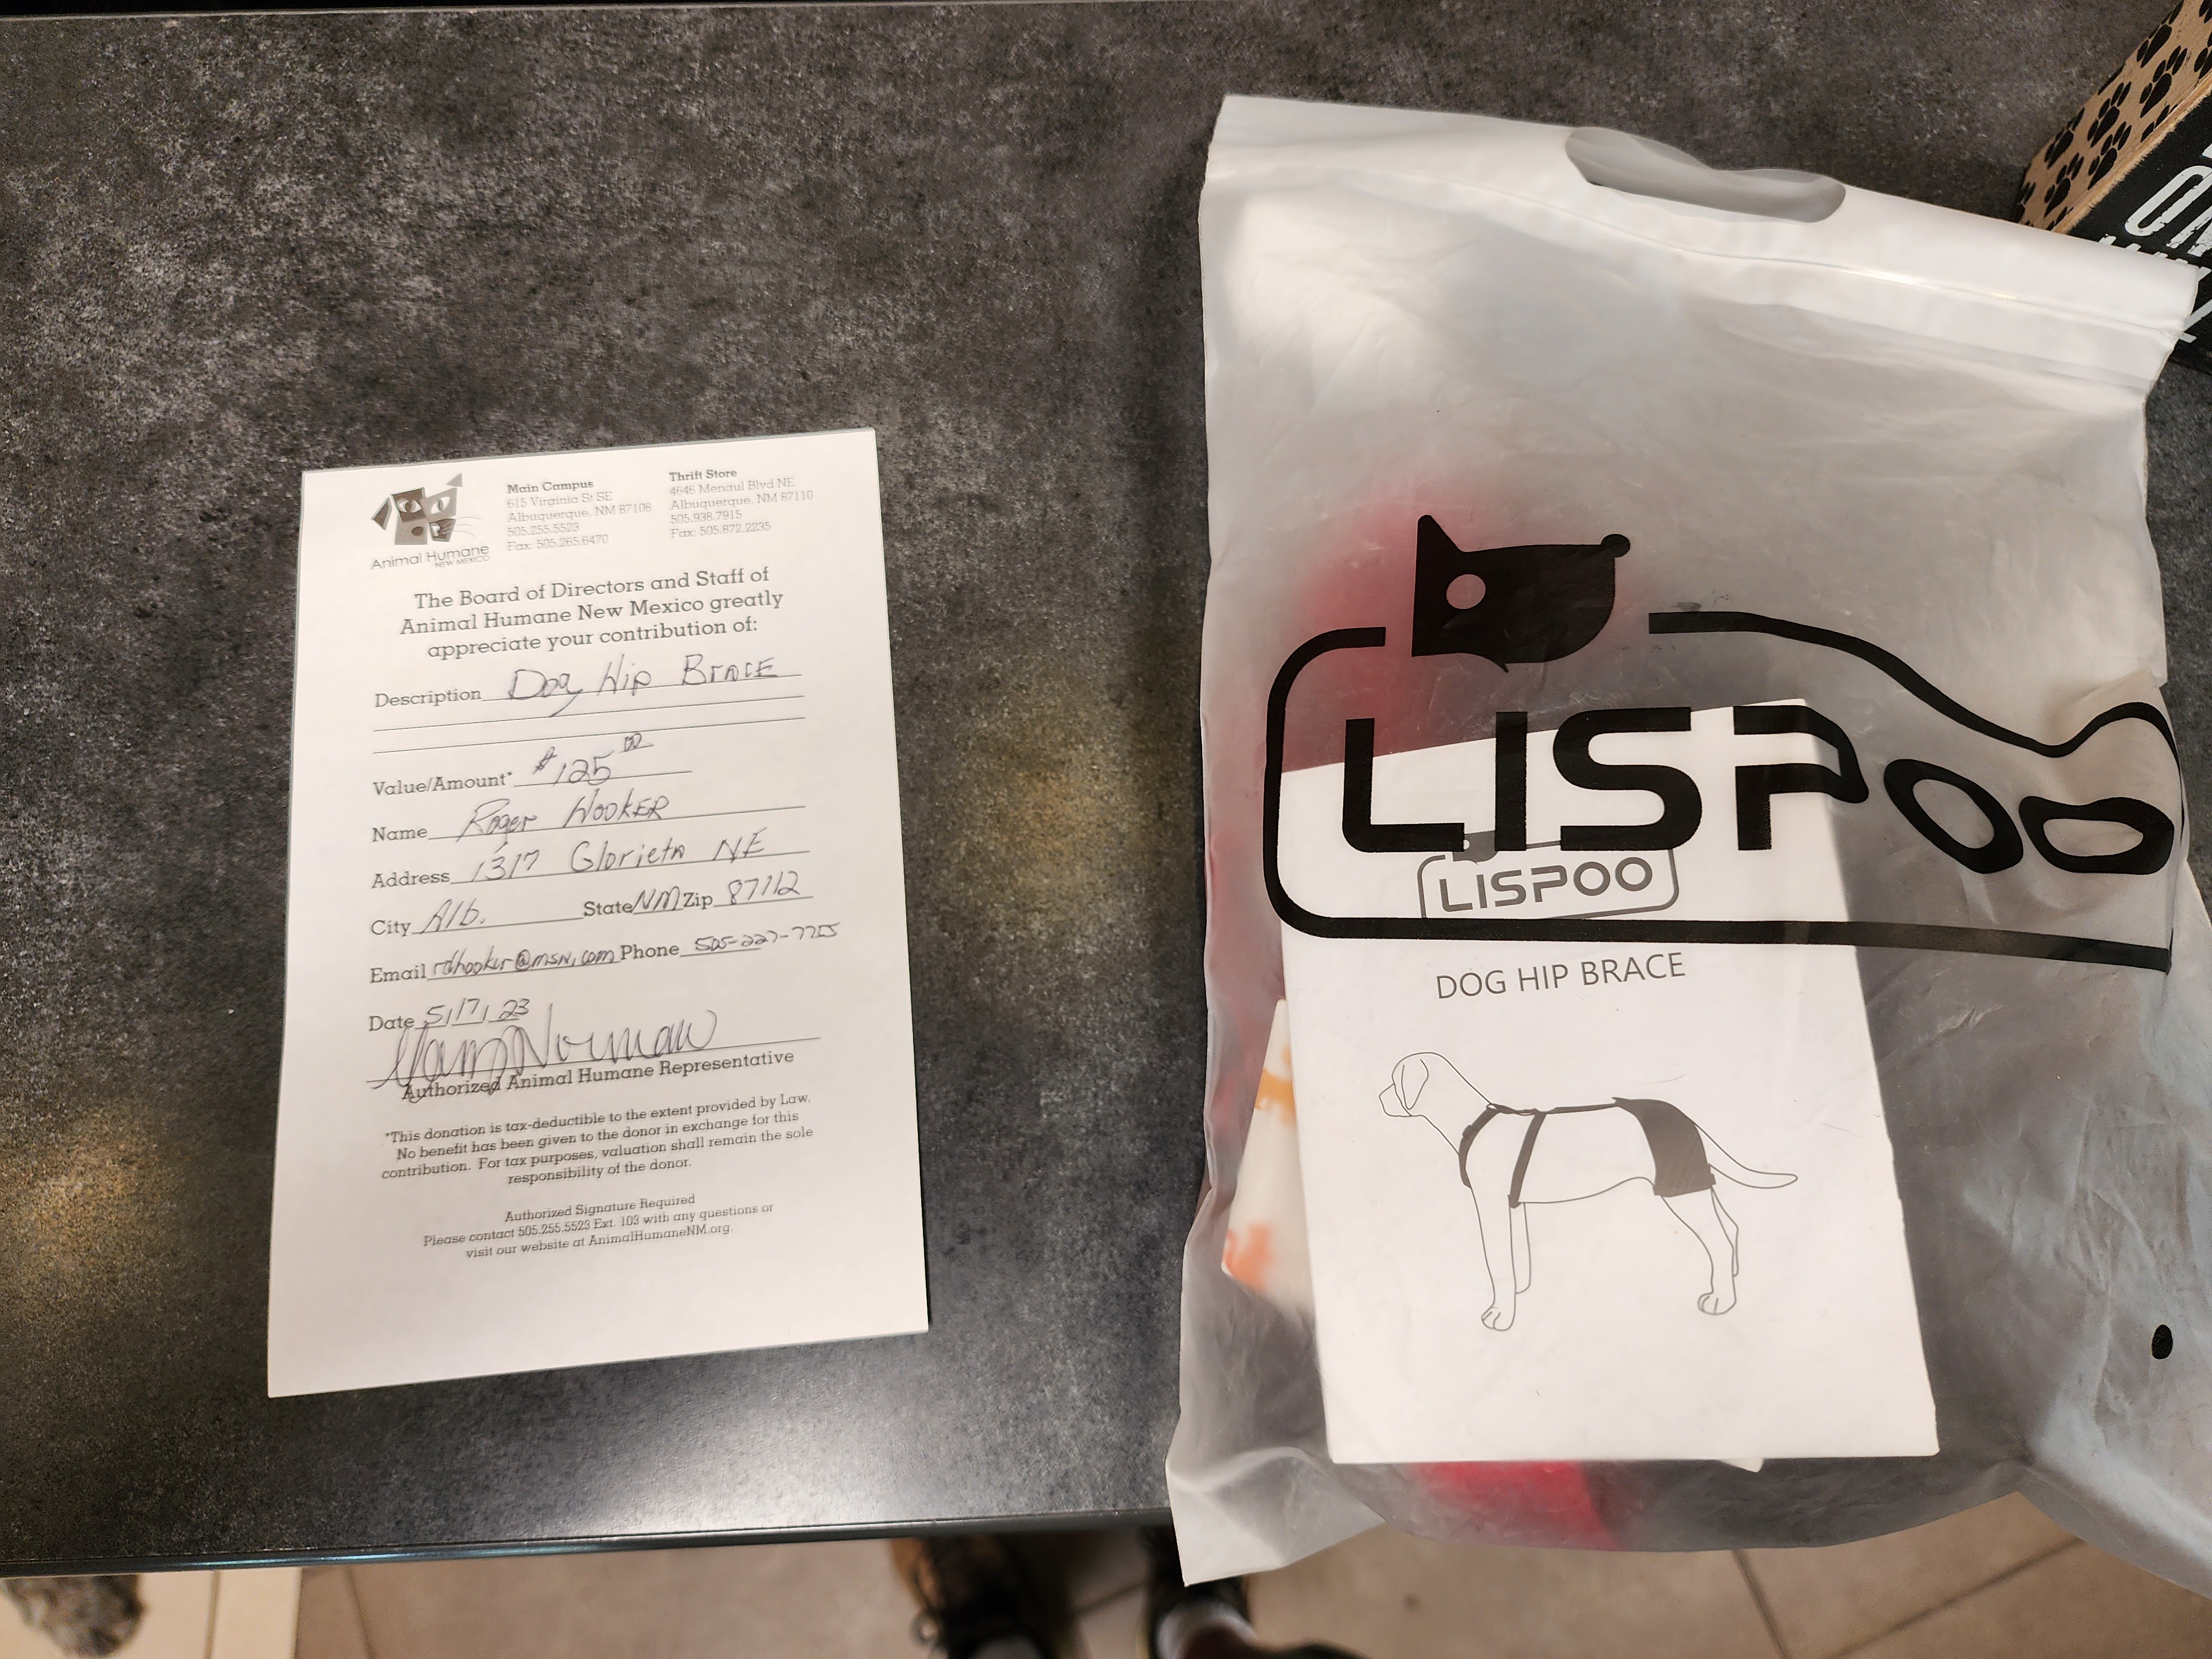 Animal Humane
NEW MEXICO
Main Campus
615 Virginia St SE
Albuquerque, NM 87108
505.255.5523
Fax: 505.265.6470
Thrift Store
4646 Menaul Blvd NE
Albuquerque, NM 87110
505.938.7915
Fax: 505.872.2235
The Board of Directors and Staff of
Animal Humane New Mexico greatly
appreciate your contribution of:
Description Dog Hip BRACE
Value/Amount* $125 00
Name Roger HOOKER
Address 1317 Glorieta NE
City Alb. State NM Zip 87112
Email rdhooker@msn.com Phone 505-227-7755
Date 5/17/23
Norman
Authorized Animal Humane Representative
*This donation is tax-deductible to the extent provided by Law.
No benefit has been given to the donor in exchange for this
contribution. For tax purposes, valuation shall remain the sole
responsibility of the donor.
Authorized Signature Required
Please contact 505.255.5523 Ext. 103 with any questions or
visit our website at AnimalHumaneNM.org.
LISPOO
LISPOO
DOG HIP BRACE